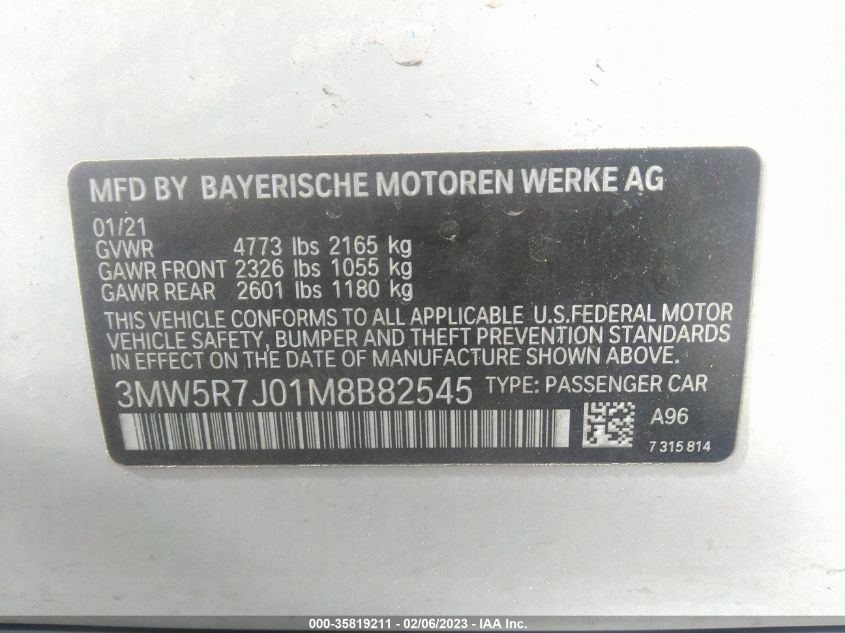 MFD BY BAYERISCHE MOTOREN WERKE AG
01/21
GVWR 4773 lbs 2165 kg
GAWR FRONT 2326 lbs 1055 kg
GAWR REAR 2601 lbs 1180 kg
THIS VEHICLE CONFORMS TO ALL APPLICABLE U.S.FEDERAL MOTOR
VEHICLE SAFETY, BUMPER AND THEFT PREVENTION STANDARDS
IN EFFECT ON THE DATE OF MANUFACTURE SHOWN ABOVE.
3MW5R7J01M8B82545 TYPE: PASSENGER CAR
A96
7 315 814
000-35819211 - 02/06/2023 - IAA Inc.